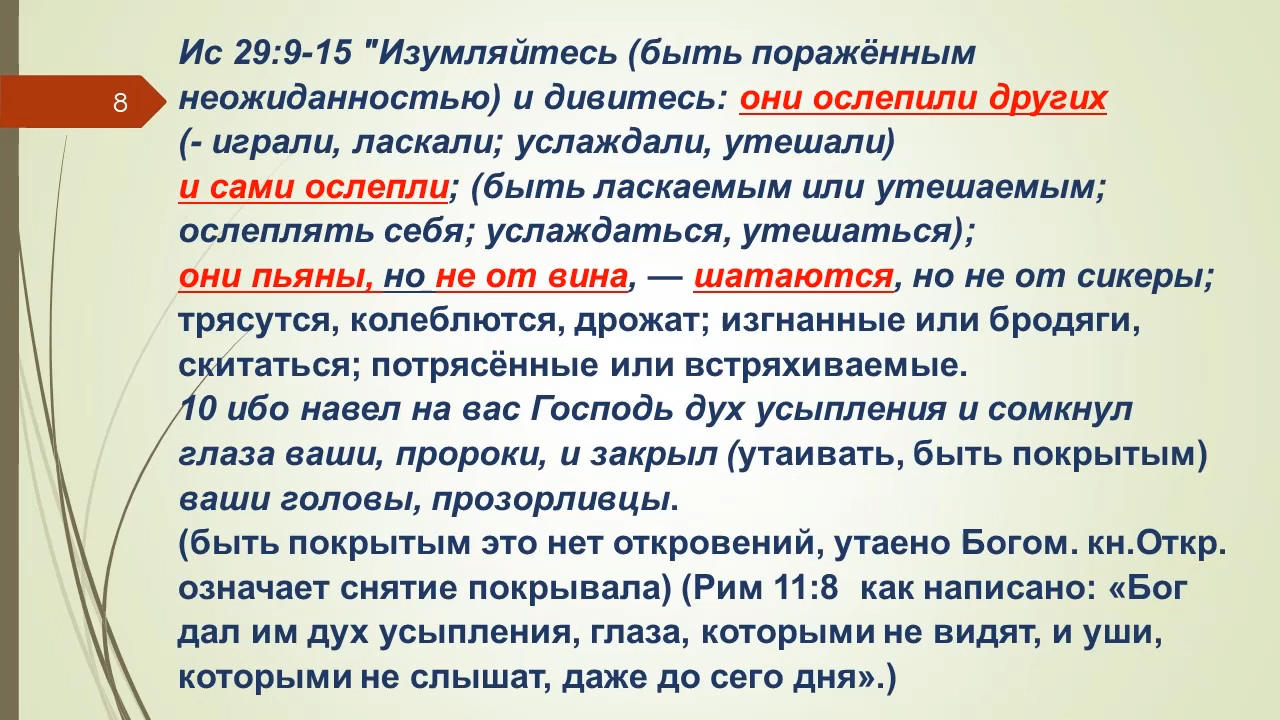 8
Ис 29:9-15 "Изумляйтесь (быть поражённым
неожиданностью) и дивитесь: они ослепили других
(- играли, ласкали; услаждали, утешали)
и сами ослепли; (быть ласкаемым или утешаемым;
ослеплять себя; услаждаться, утешаться);
они пьяны, но не от вина, — шатаются, но не от сикеры;
трясутся, колеблются, дрожат; изгнанные или бродяги,
скитаться; потрясённые или встряхиваемые.
10 ибо навел на вас Господь дух усыпления и сомкнул
глаза ваши, пророки, и закрыл (утаивать, быть покрытым)
ваши головы, прозорливцы.
(быть покрытым это нет откровений, утаено Богом. кн.Откр.
означает снятие покрывала) (Рим 11:8 как написано: «Бог
дал им дух усыпления, глаза, которыми не видят, и уши,
которыми не слышат, даже до сего дня».)